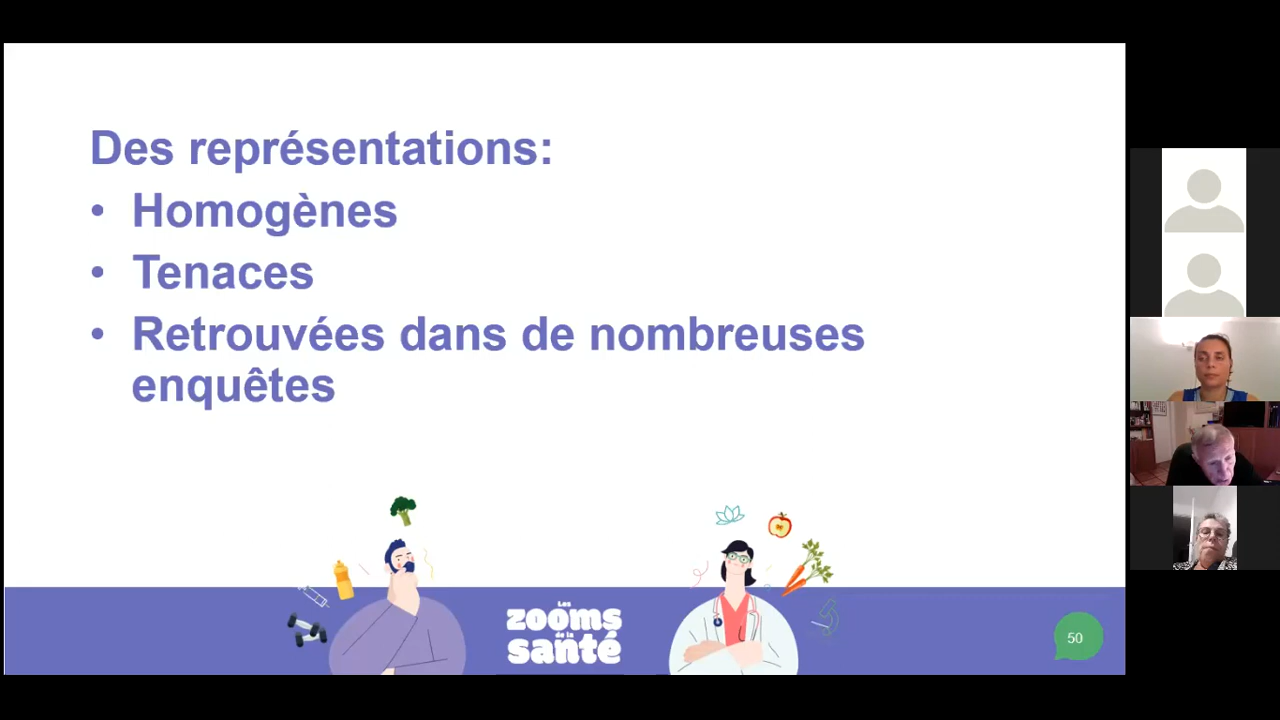 Des représentations:
• Homogènes
• Tenaces
• Retrouvées dans de nombreuses
enquêtes
Les
zooms
de la
santé
50